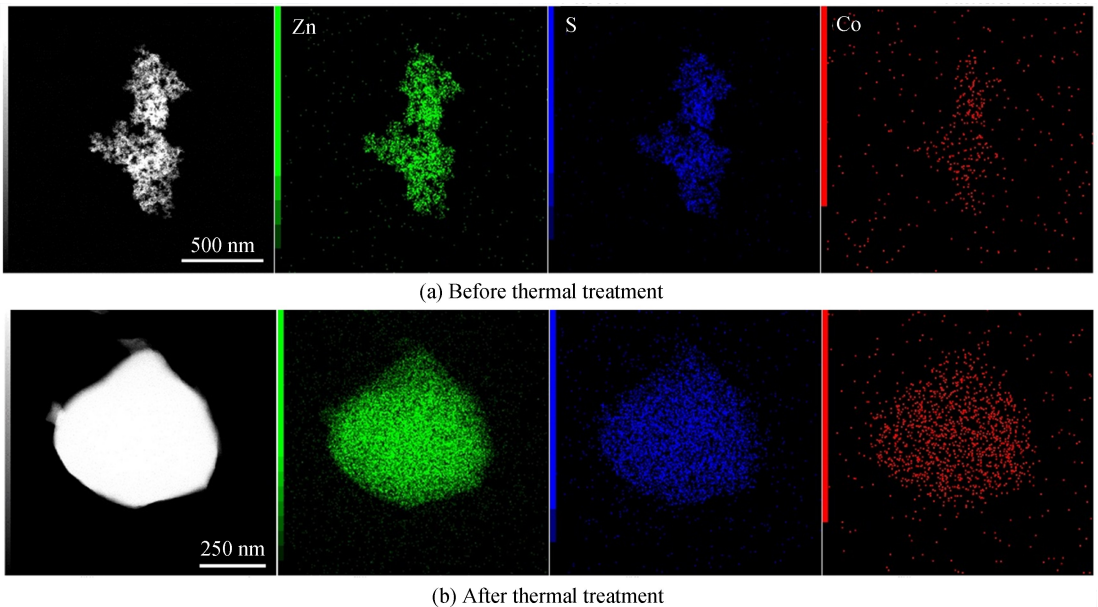 Zn
S
Co
500 nm
(a) Before thermal treatment
250 nm
(b) After thermal treatment